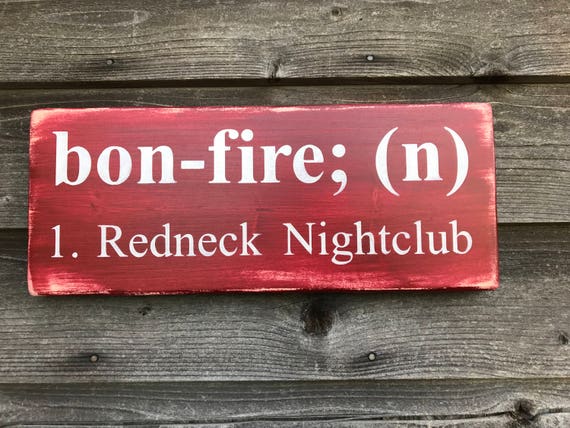 bon-fire; (n)
1. Redneck Nightclub